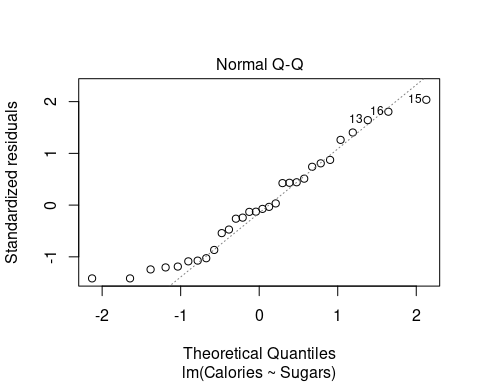 Normal Q-Q
Standardized residuals
2
1
0
-1
13
16
15
-2 -1 0 1 2
Theoretical Quantiles
lm(Calories ~ Sugars)